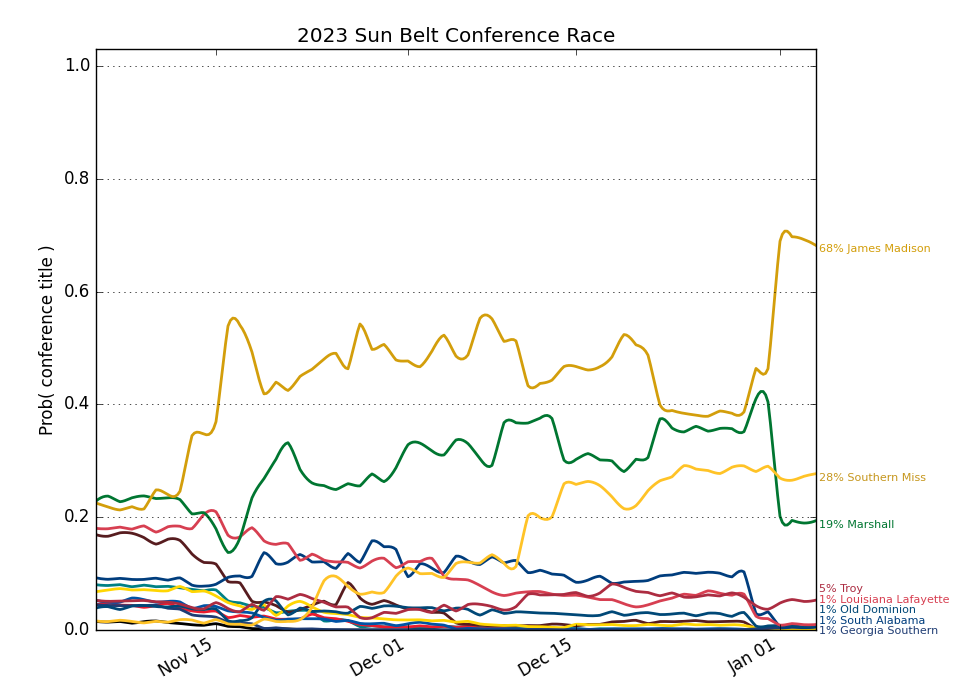 2023 Sun Belt Conference Race
Prob( conference title )
1.0
0.8
0.6
0.4
0.2
0.0
Nov 15
Dec 01
Dec 15
Jan 01
68% James Madison
28% Southern Miss
19% Marshall
5% Troy
1% Louisiana Lafayette
1% Old Dominion
1% South Alabama
1% Georgia Southern